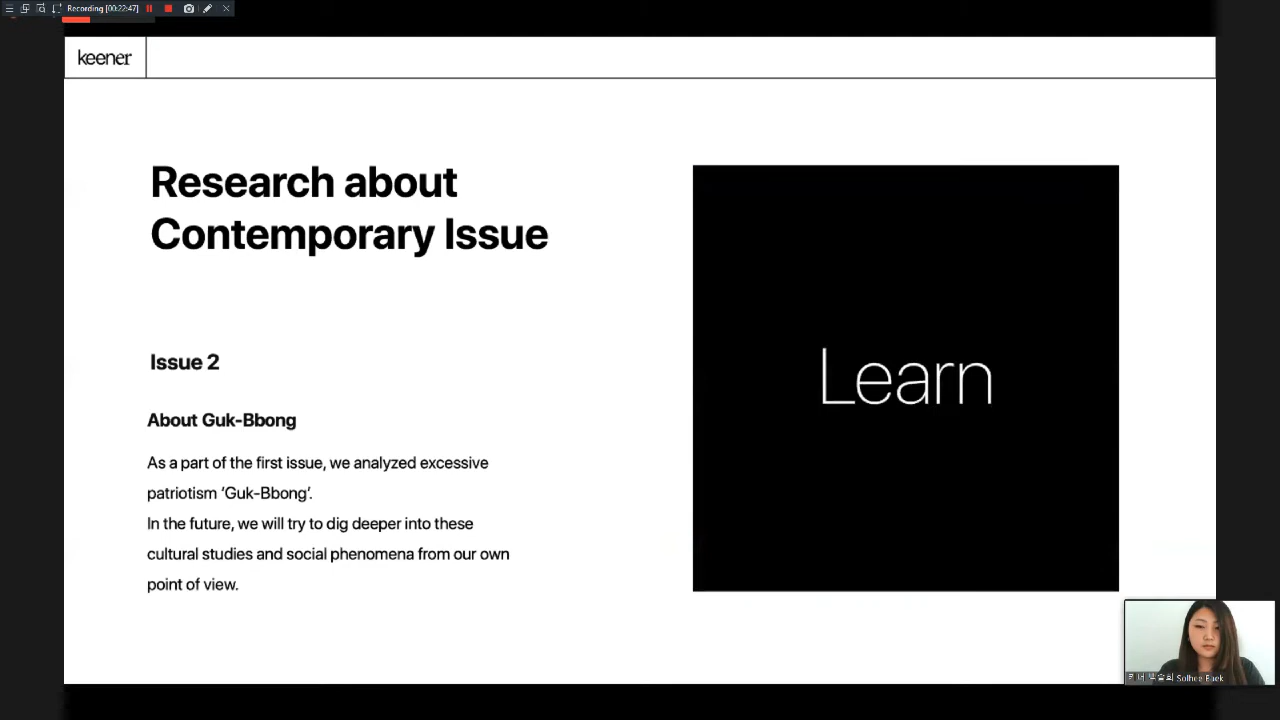 Recording [00:22:47]
keener
Research about
Contemporary Issue
Learn
Issue 2
About Guk-Bbong
As a part of the first issue, we analyzed excessive
patriotism ‘Guk-Bbong’.
In the future, we will try to dig deeper into these
cultural studies and social phenomena from our own
point of view.
Solhee Baek